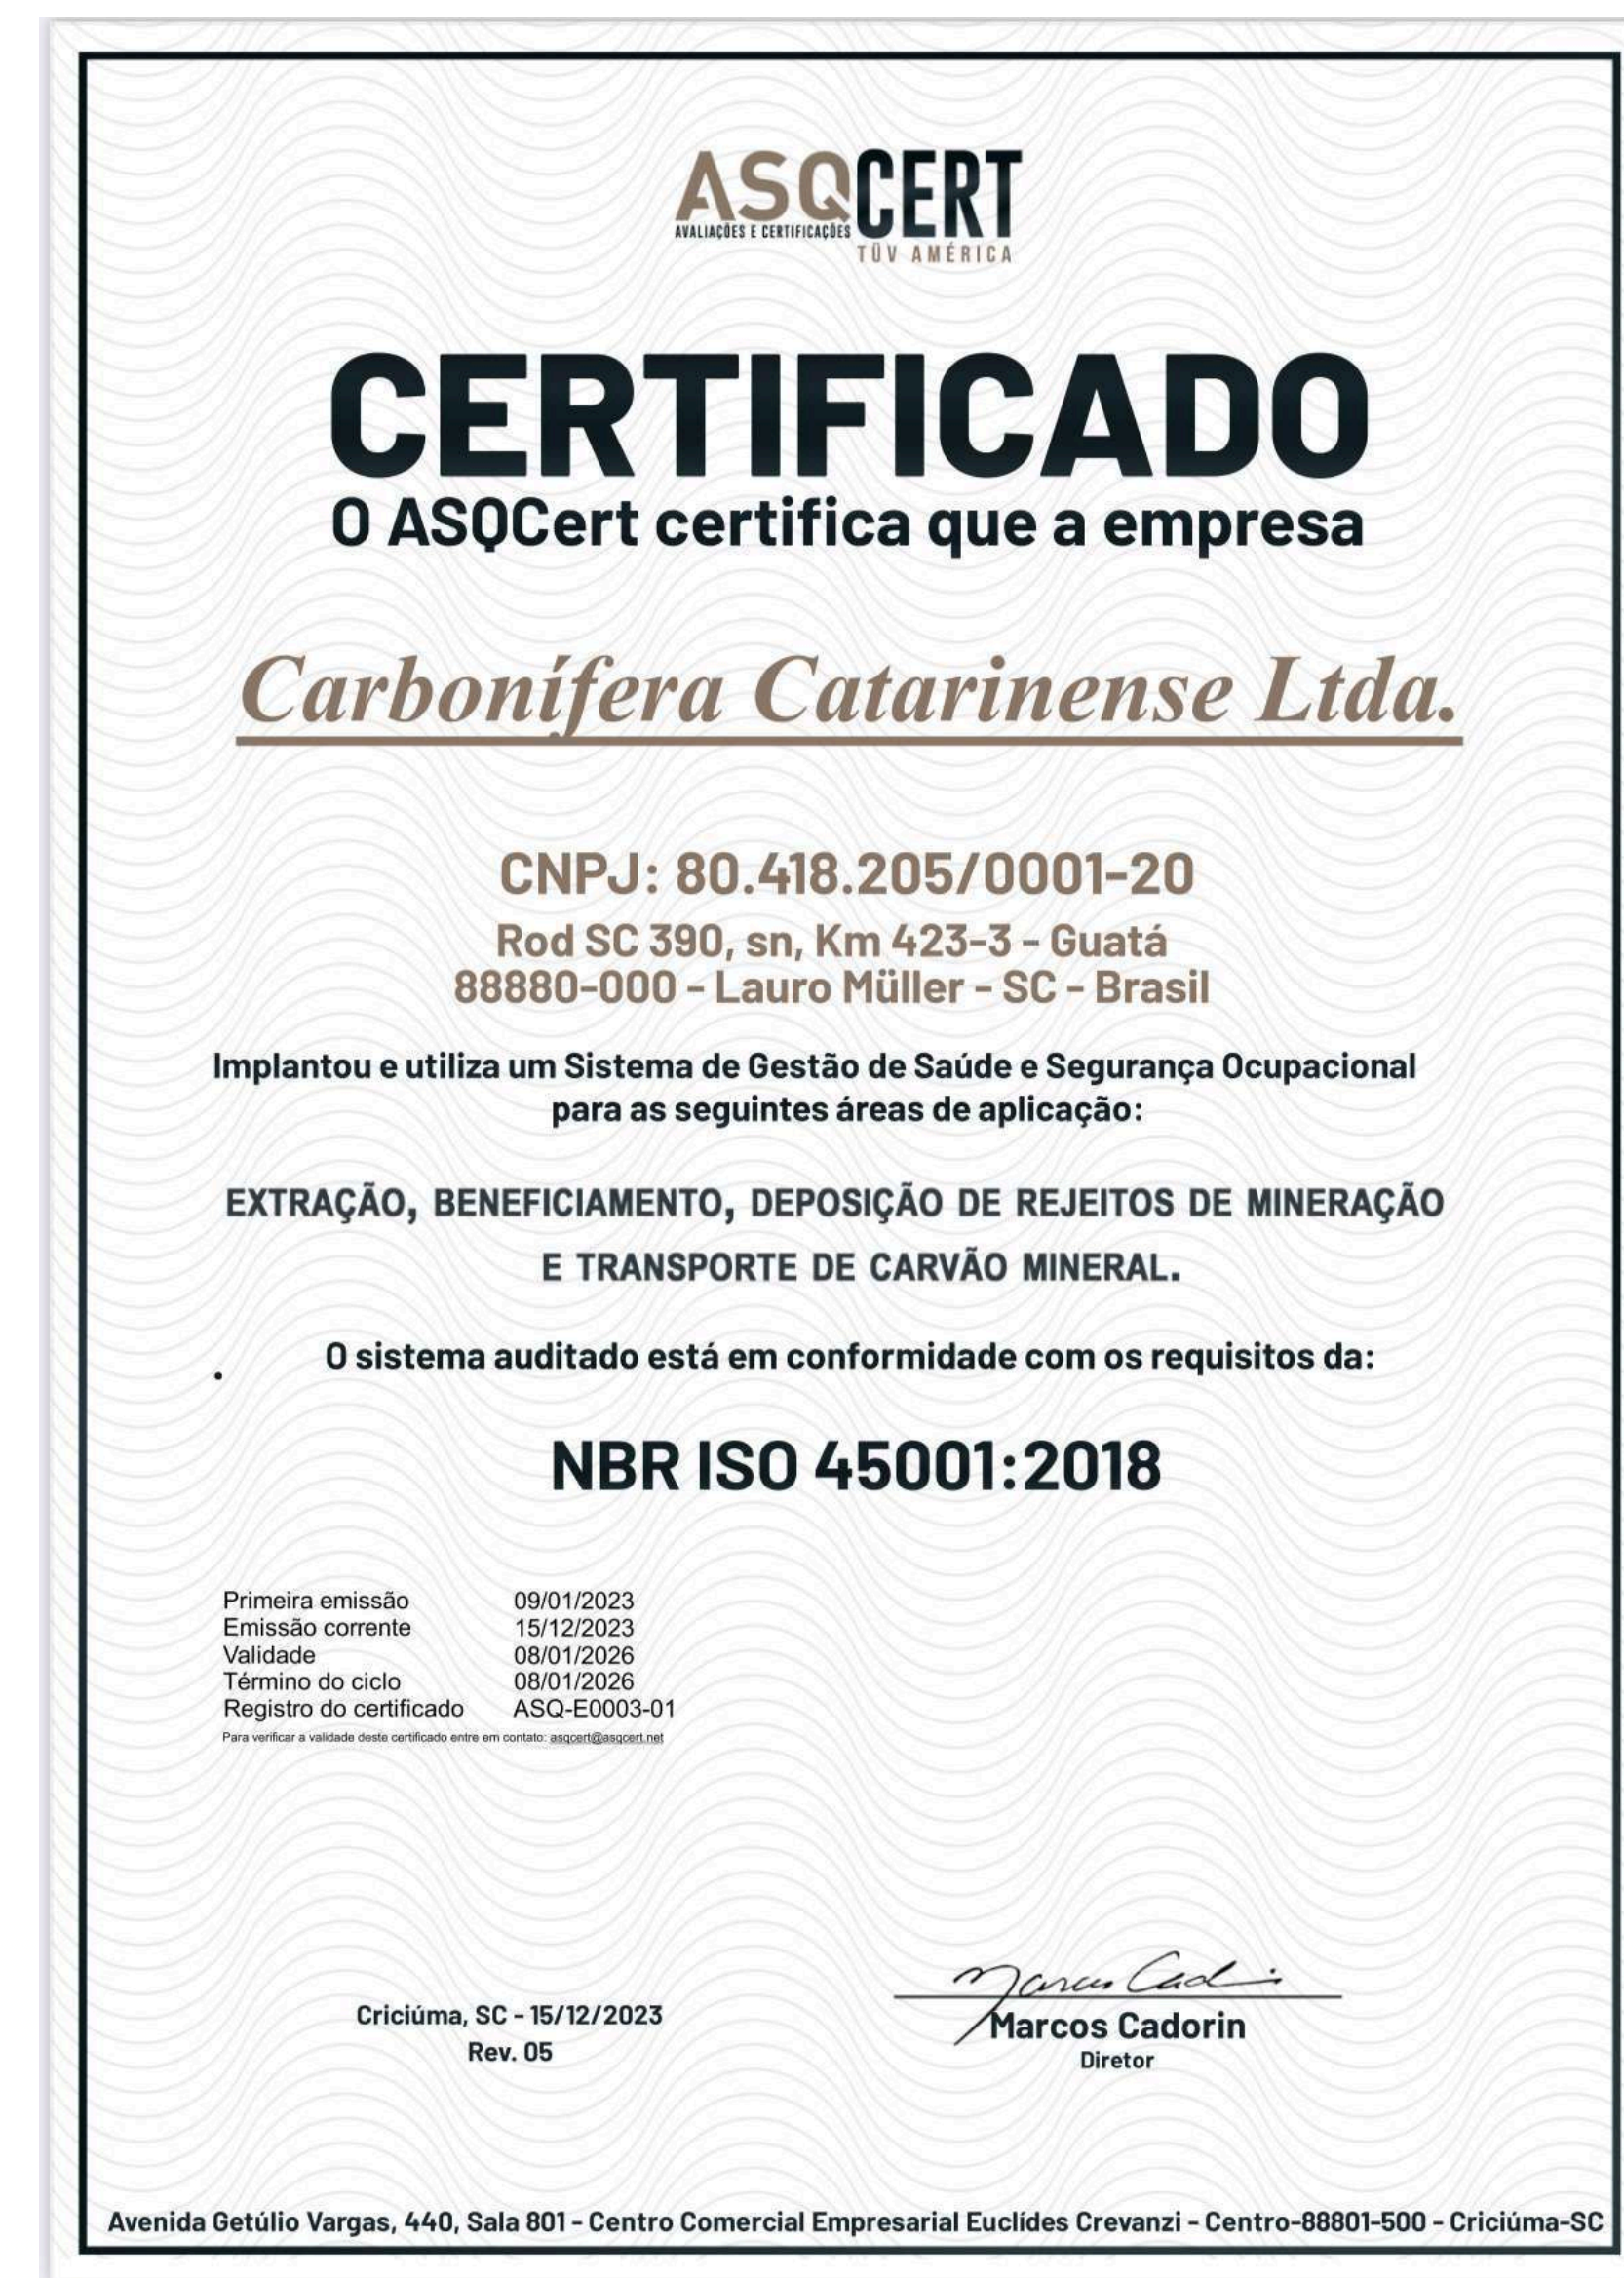 ASQCERT
AVALIAÇÕES E CERTIFICAÇÕES
TÜV AMÉRICA
CERTIFICADO
O ASQCert certifica que a empresa
Carbonífera Catarinense Ltda.
CNPJ: 80.418.205/0001-20
Rod SC 390, sn, Km 423-3 - Guatá
88880-000 - Lauro Müller - SC - Brasil
Implantou e utiliza um Sistema de Gestão de Saúde e Segurança Ocupacional
para as seguintes áreas de aplicação:
EXTRAÇÃO, BENEFICIAMENTO, DEPOSIÇÃO DE REJEITOS DE MINERAÇÃO
E TRANSPORTE DE CARVÃO MINERAL.
. O sistema auditado está em conformidade com os requisitos da:
NBR ISO 45001:2018
Primeira emissão 09/01/2023
Emissão corrente 15/12/2023
Validade 08/01/2026
Término do ciclo 08/01/2026
Registro do certificado ASQ-E0003-01
Para verificar a validade deste certificado entre em contato: asqcert@asqcert.net
Criciúma, SC - 15/12/2023
Rev. 05
Marcos Cadorin
Diretor
Avenida Getúlio Vargas, 440, Sala 801 - Centro Comercial Empresarial Euclídes Crevanzi - Centro-88801-500 - Criciúma-SC